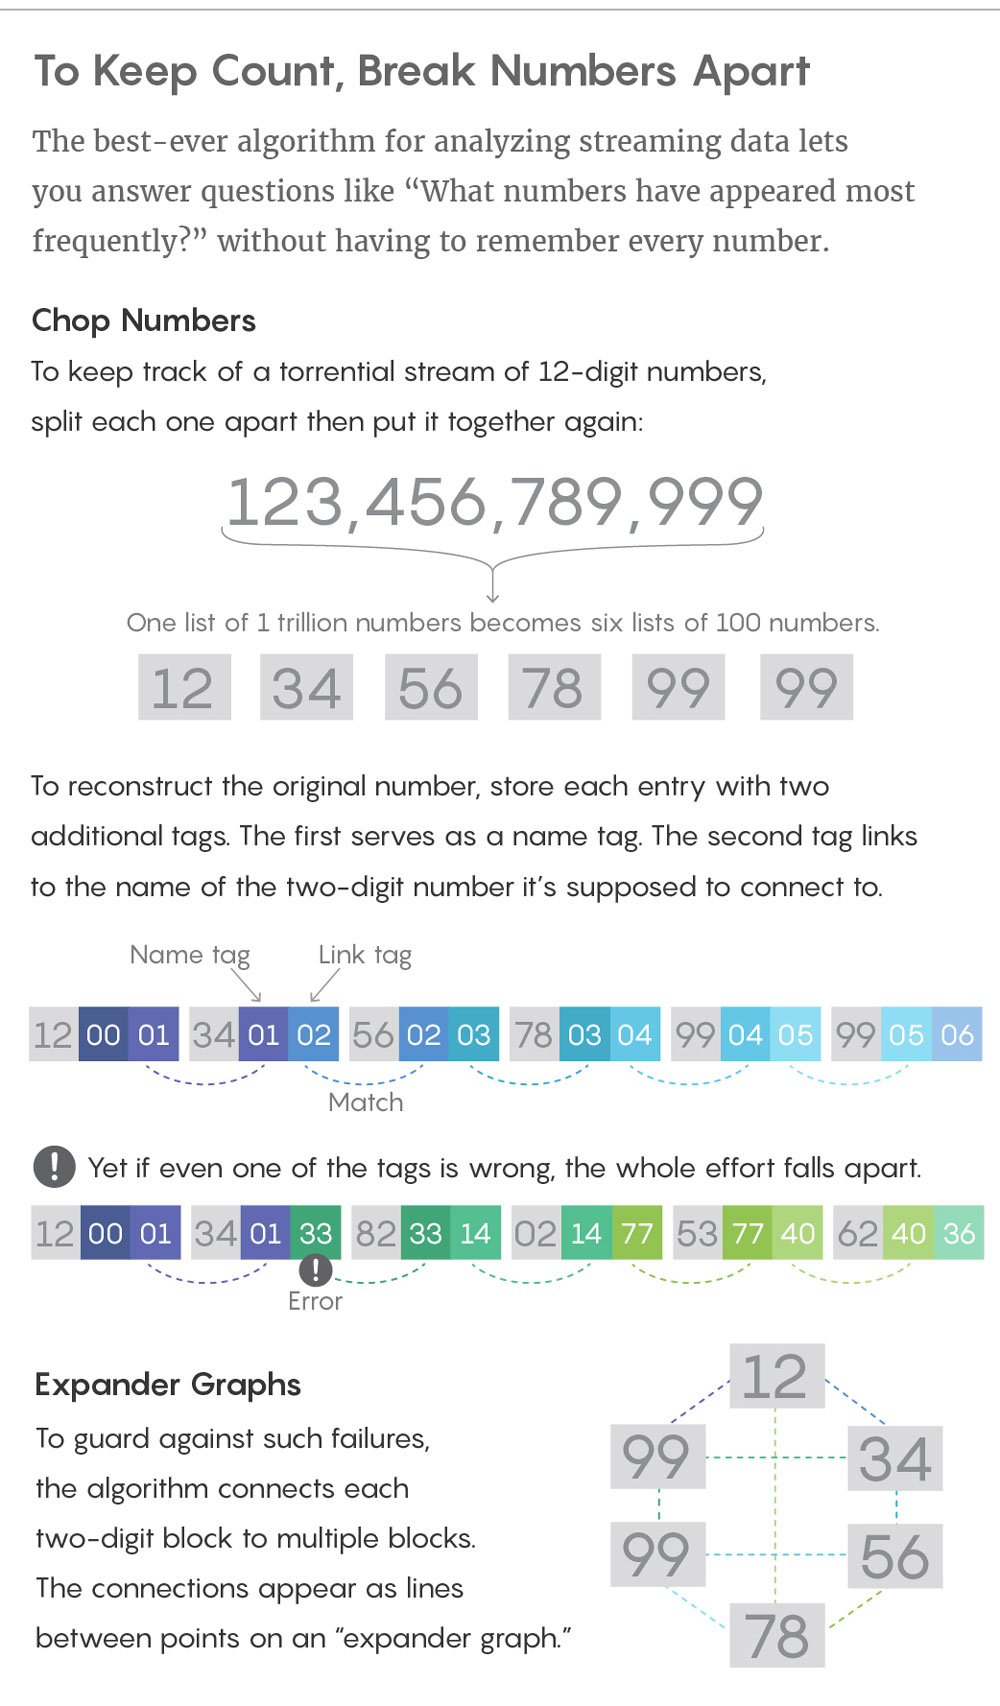 To Keep Count, Break Numbers Apart
The best-ever algorithm for analyzing streaming data lets
you answer questions like “What numbers have appeared most
frequently?” without having to remember every number.
Chop Numbers
To keep track of a torrential stream of 12-digit numbers,
split each one apart then put it together again:
123,456,789,999
One list of 1 trillion numbers becomes six lists of 100 numbers.
12 34 56 78 99 99
To reconstruct the original number, store each entry with two
additional tags. The first serves as a name tag. The second tag links
to the name of the two-digit number it’s supposed to connect to.
Name tag Link tag
12 00 01 34 01 02 56 02 03 78 03 04 99 04 05 99 05 06
Match
! Yet if even one of the tags is wrong, the whole effort falls apart.
12 00 01 34 01 33 82 33 14 02 14 77 53 77 40 62 40 36
!
Error
Expander Graphs
To guard against such failures,
the algorithm connects each
two-digit block to multiple blocks.
The connections appear as lines
between points on an “expander graph.”
12
99 34
99 56
78